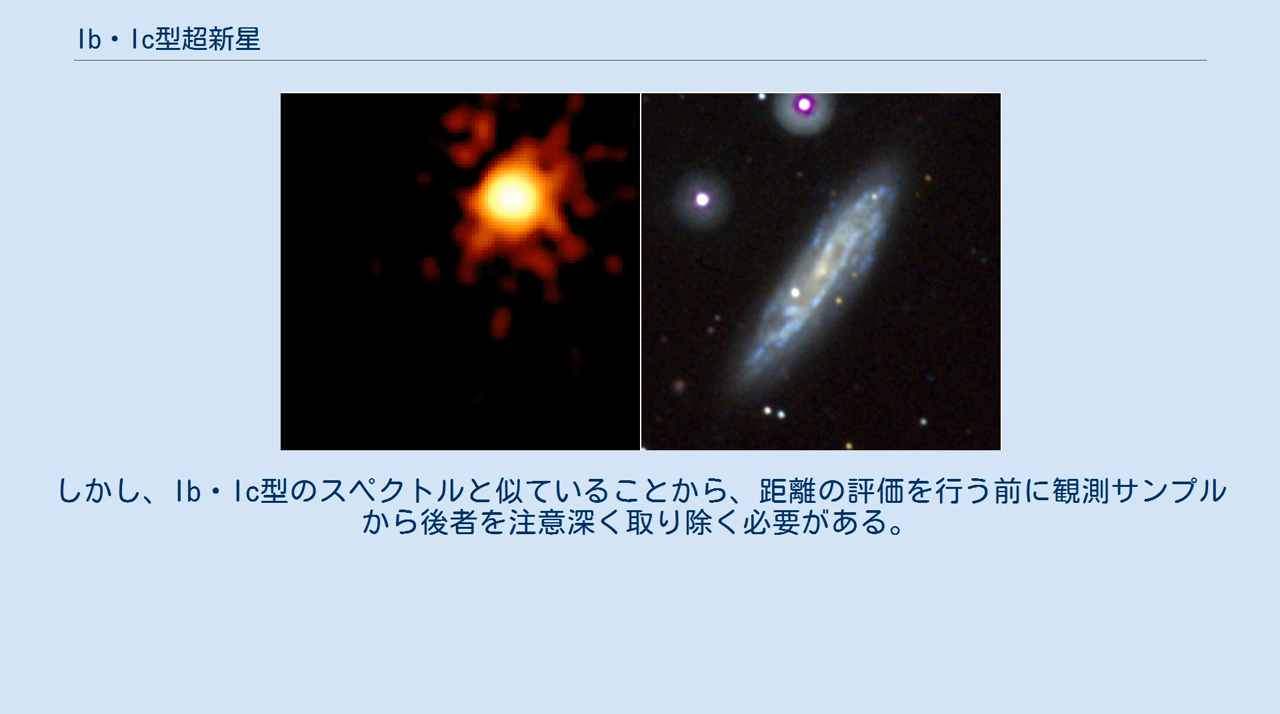 Ib・Ic型超新星
しかし、Ib・Ic型のスペクトルと似ていることから、距離の評価を行う前に観測サンプル
から後者を注意深く取り除く必要がある。